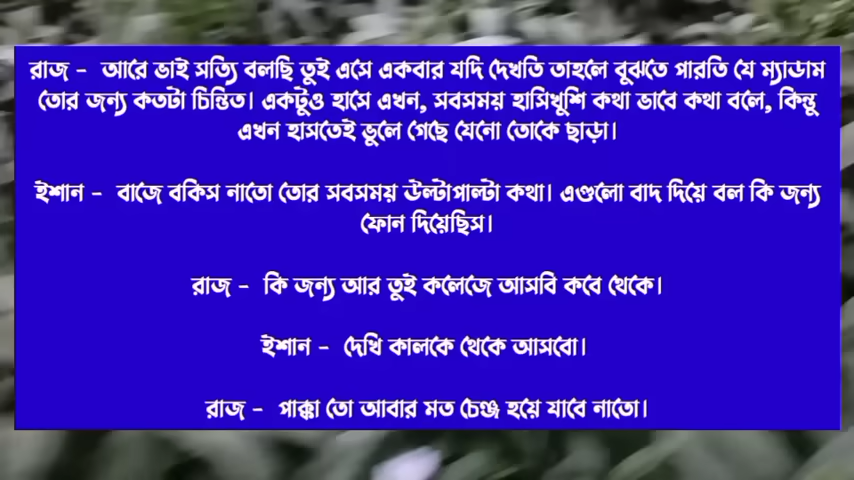 রাজ - আরে ভাই সত্যি বলছি তুই এসে একবার যদি দেখতি তাহলে বুঝতে পারতি যে ম্যাডাম
তোর জন্য কতটা চিন্তিত। একটুও হাসে এখন, সবসময় হাসিখুশি কথা ভাবে কথা বলে, কিন্তু
এখন হাসতেই ভুলে গেছে যেনো তোকে ছাড়া।
ইশান - বাজে বকিস নাতো তোর সবসময় উল্টাপাল্টা কথা। এগুলো বাদ দিয়ে বল কি জন্য
ফোন দিয়েছিস।
রাজ - কি জন্য আর তুই কলেজে আসবি কবে থেকে।
ইশান - দেখি কালকে থেকে আসবো।
রাজ - পাক্কা তো আবার মত চেঞ্জ হয়ে যাবে নাতো।